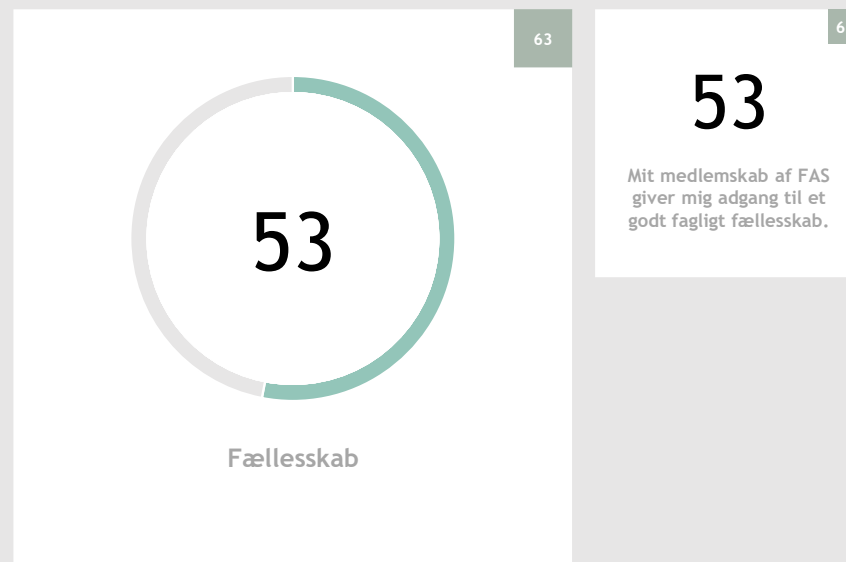 63
53
Fællesskab
53
Mit medlemskab af FAS
giver mig adgang til et
godt fagligt fællesskab.